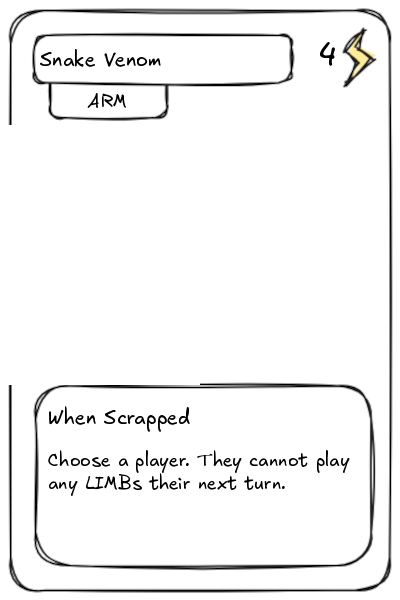 Snake Venom
4
ARM
When Scrapped
Choose a player. They cannot play
any LIMBs their next turn.